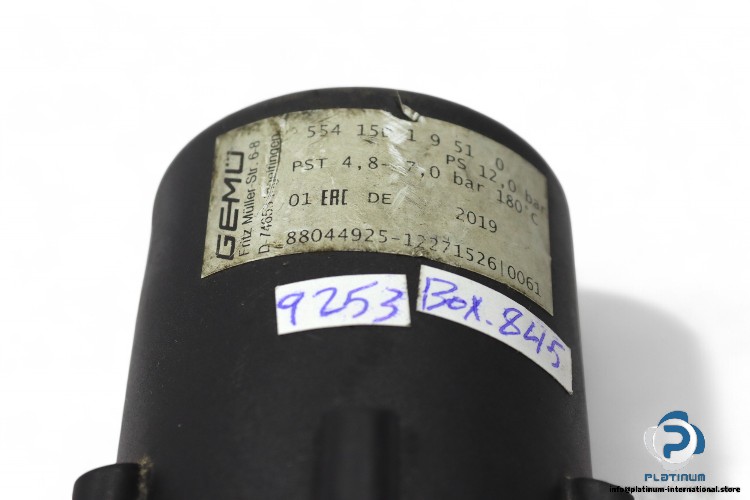 GEMÜ
Fritz Müller-Str. 6-8
554 15 1 9 51 0
PS 12,0 bar
PST 4,8- 7,0 bar 180°C
01 EAC DE 2019
88044925-12271526|0061
9253
Box.845
PLATINUM
info@platinum-international.store